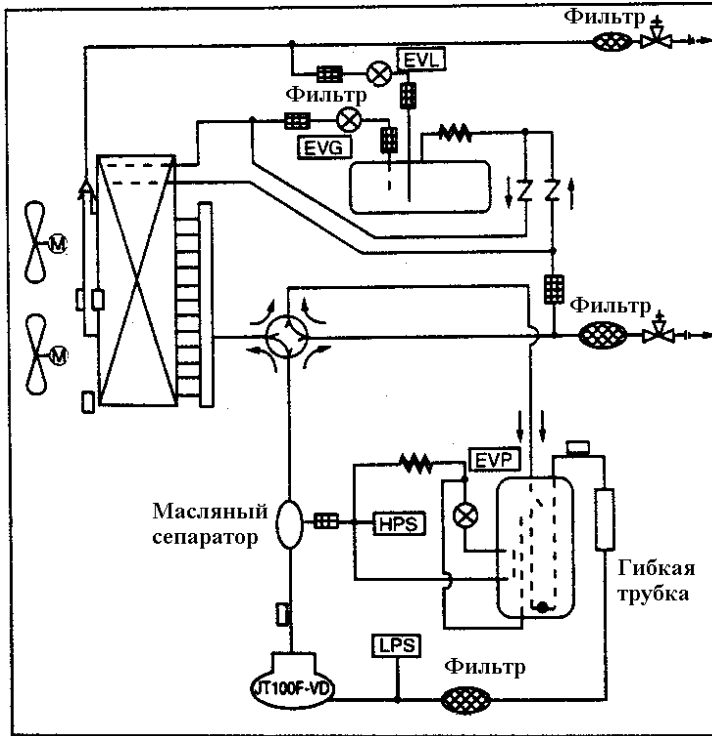 Фильтр
EVL
Фильтр
EVG
M
M
Фильтр
EVP
Масляный
сепаратор
HPS
Гибкая
трубка
LPS
Фильтр
JT100F-VD